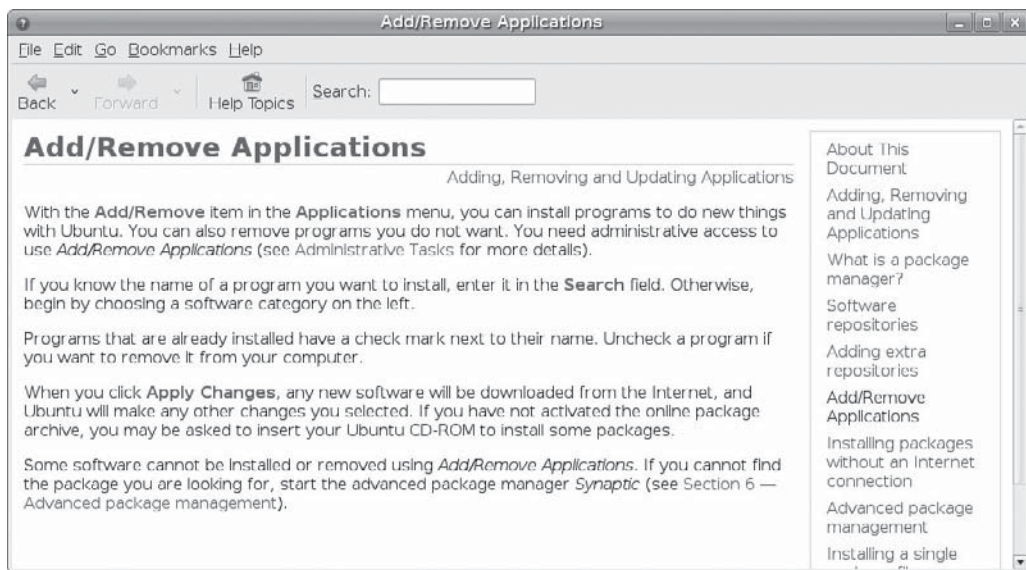 Add/Remove Applications
File Edit Go Bookmarks Help
Back Forward Help Topics Search:
Add/Remove Applications
Adding, Removing and Updating Applications
With the Add/Remove item in the Applications menu, you can install programs to do new things
with Ubuntu. You can also remove programs you do not want. You need administrative access to
use Add/Remove Applications (see Administrative Tasks for more details).
If you know the name of a program you want to install, enter it in the Search field. Otherwise,
begin by choosing a software category on the left.
Programs that are already installed have a check mark next to their name. Uncheck a program if
you want to remove it from your computer.
When you click Apply Changes, any new software will be downloaded from the Internet, and
Ubuntu will make any other changes you selected. If you have not activated the online package
archive, you may be asked to insert your Ubuntu CD-ROM to install some packages.
Some software cannot be installed or removed using Add/Remove Applications. If you cannot find
the package you are looking for, start the advanced package manager Synaptic (see Section 6 —
Advanced package management).
About This
Document
Adding, Removing
and Updating
Applications
What is a package
manager?
Software
repositories
Adding extra
repositories
Add/Remove
Applications
Installing packages
without an Internet
connection
Advanced package
management
Installing a single